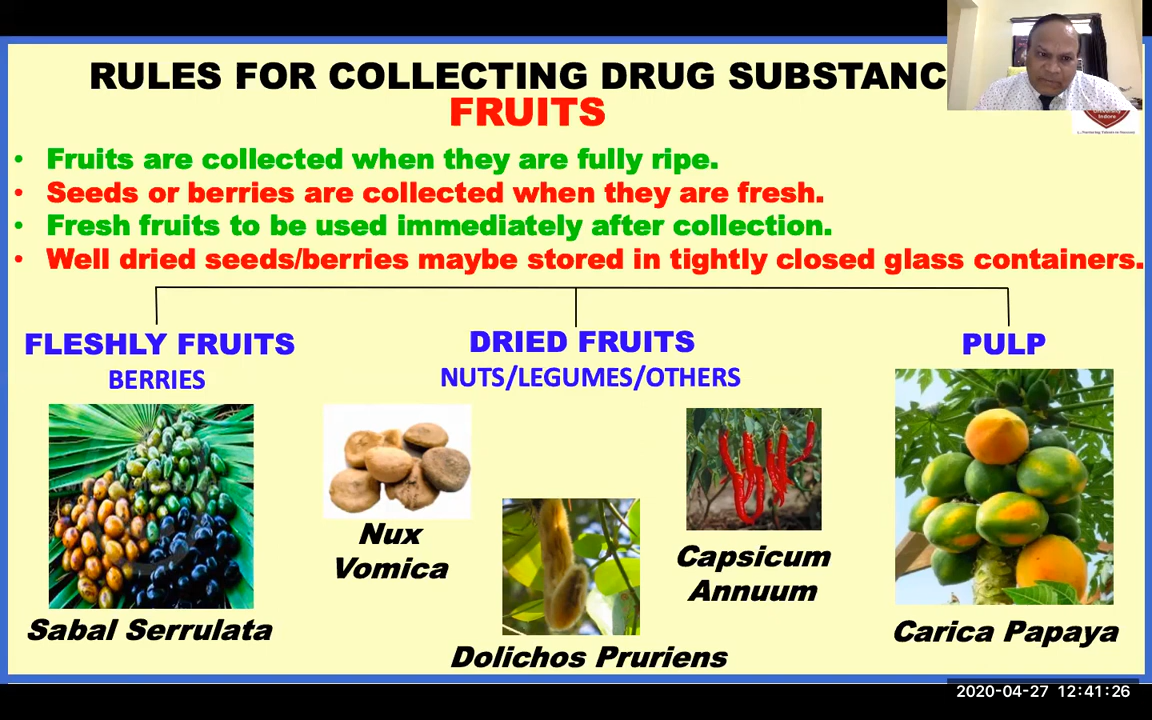 RULES FOR COLLECTING DRUG SUBSTANC
FRUITS
• Fruits are collected when they are fully ripe.
• Seeds or berries are collected when they are fresh.
• Fresh fruits to be used immediately after collection.
• Well dried seeds/berries maybe stored in tightly closed glass containers.
FLESHLY FRUITS
BERRIES
DRIED FRUITS
NUTS/LEGUMES/OTHERS
PULP
Sabal Serrulata
Nux
Vomica
Dolichos Pruriens
Capsicum
Annuum
Carica Papaya
Indore
2020-04-27 12:41:26